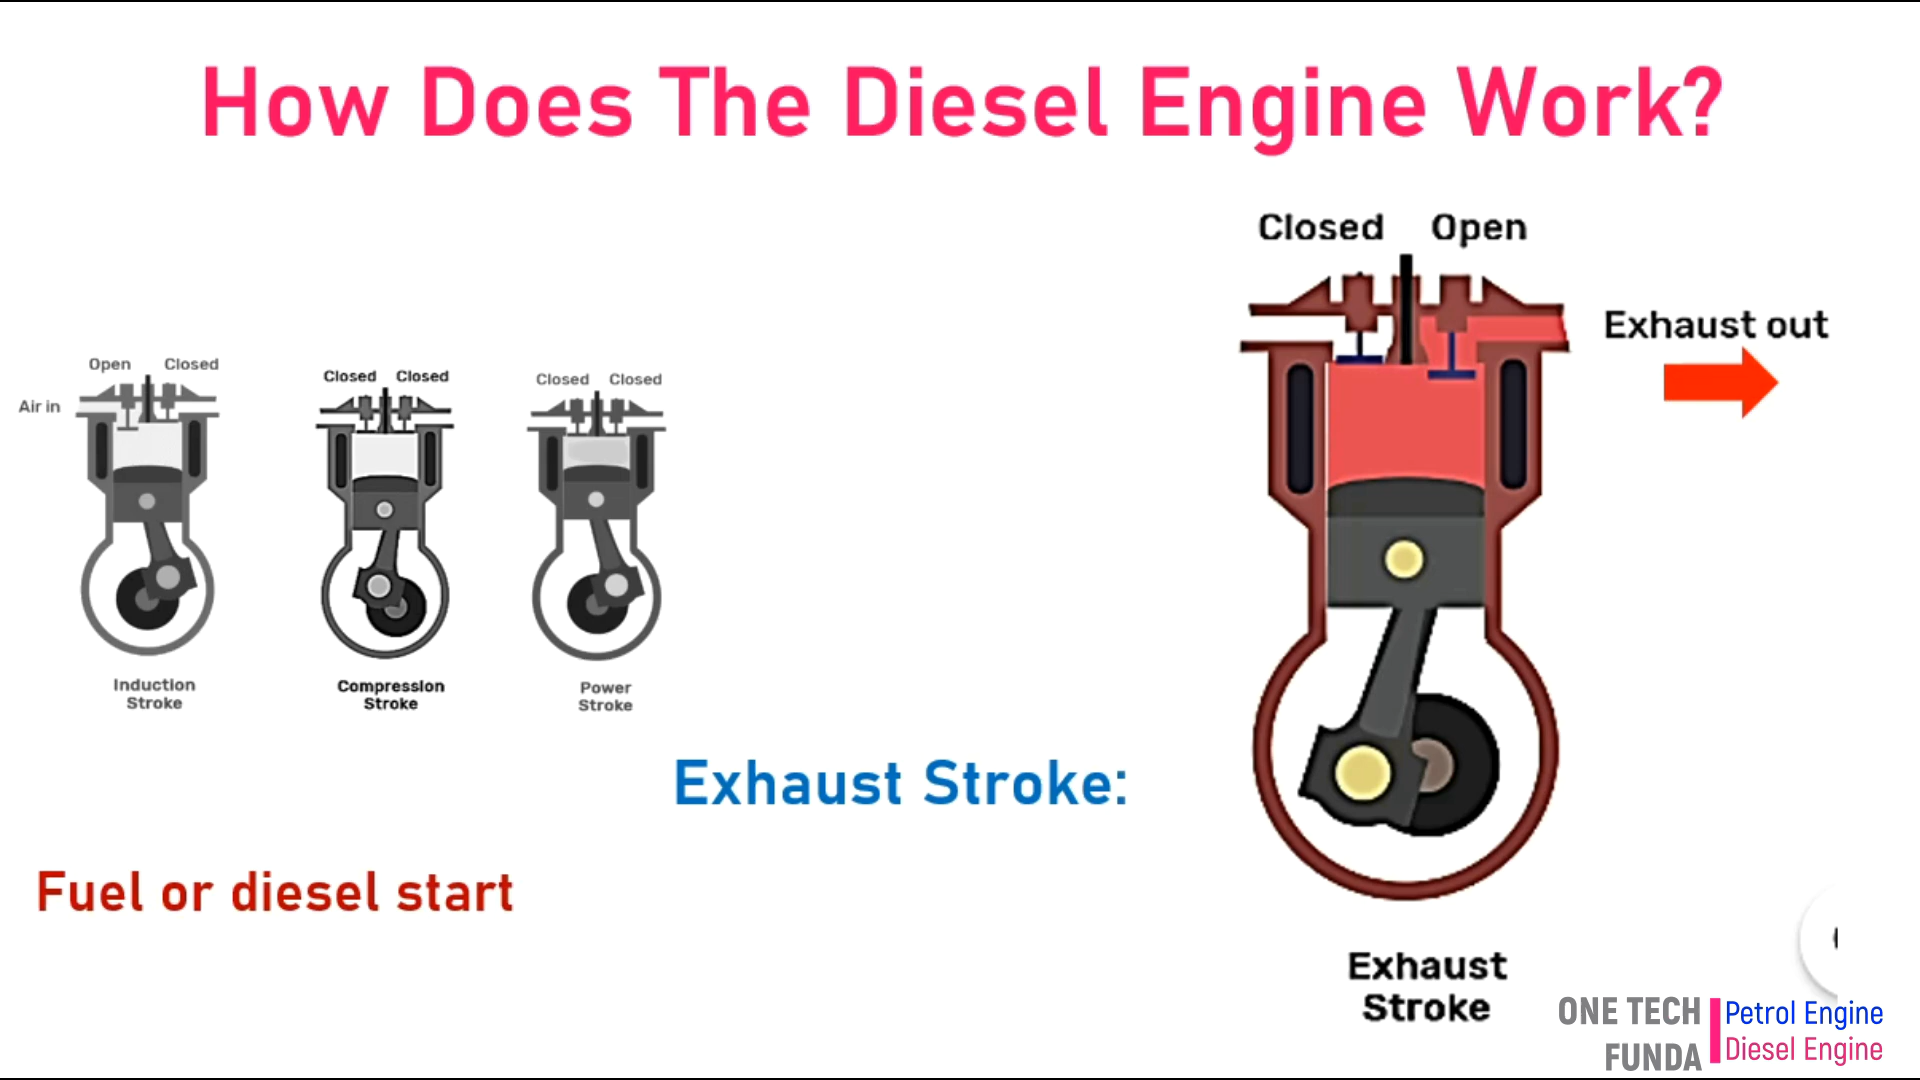 How Does The Diesel Engine Work?
Closed Open
Exhaust out
Open Closed
Air in
Closed Closed
Closed Closed
Induction
Stroke
Compression
Stroke
Power
Stroke
Exhaust Stroke:
Fuel or diesel start
Exhaust
Stroke
ONE TECH
FUNDA
Petrol Engine
Diesel Engine